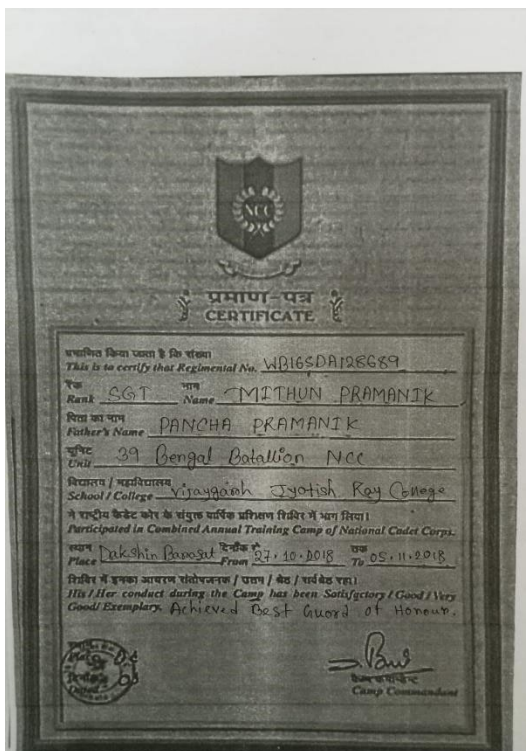 NCC
प्रमाण-पत्र
CERTIFICATE
प्रमाणित किया जाता है कि संख्या
This is to certify that Regimental No. WB16SDA128689
रैंक नाम
Rank SGT Name MITHUN PRAMANIK
पिता का नाम
Father's Name PANCHA PRAMANIK
यूनिट
Unit 39 Bengal Batallion NCC
विद्यालय / महाविद्यालय
School / College Vijaygarh Jyotish Ray College
ने राष्ट्रीय कैडेट कोर के संयुक्त वार्षिक प्रशिक्षण शिविर में भाग लिया।
Participated in Combined Annual Training Camp of National Cadet Corps.
स्थान दिनाँक से तक
Place Dakshin Barasat From 27.10.2018 To 05.11.2018
शिविर में इनका आचरण संतोषजनक / उत्तम / श्रेष्ठ / सर्वश्रेष्ठ रहा।
His / Her conduct during the Camp has been Satisfactory / Good / Very
Good/ Exemplary. Achieved Best Guard of Honour.
कैम्प कमान्डेन्ट
Camp Commandant